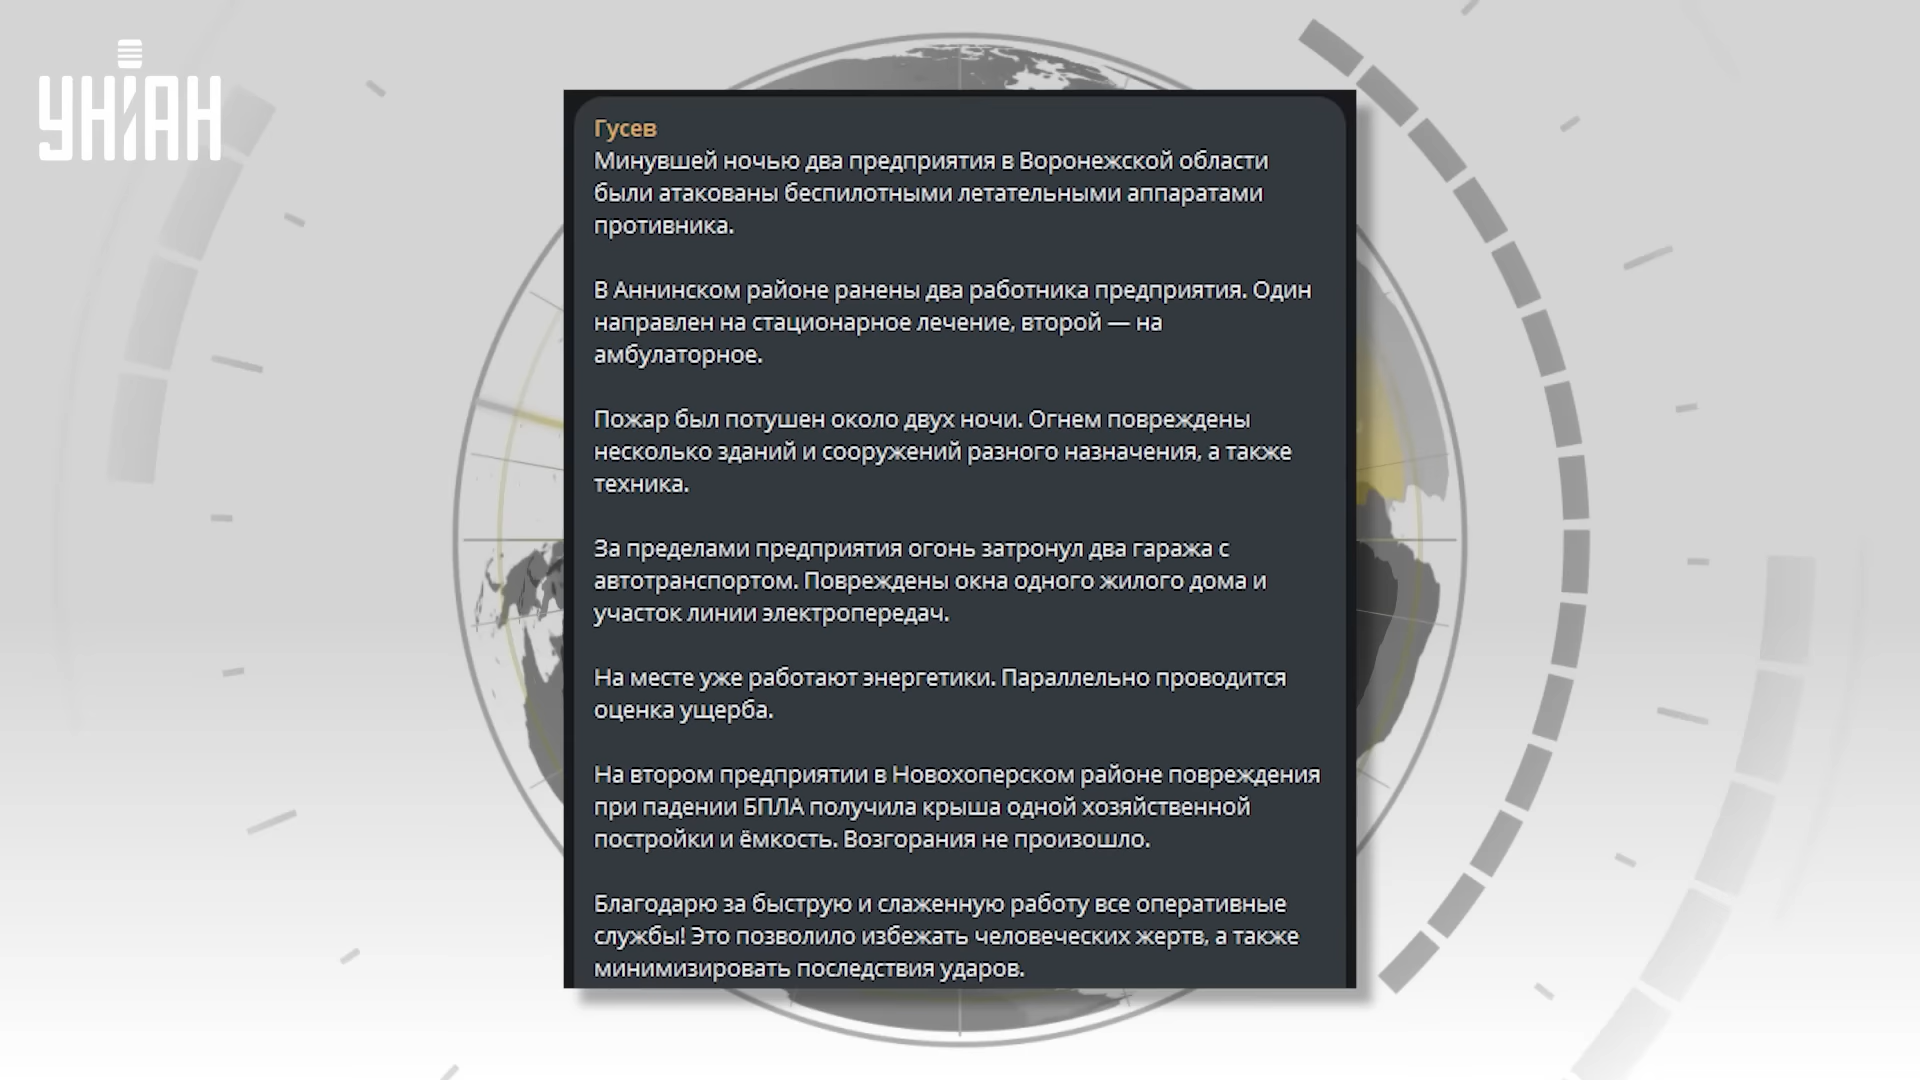 УНІАН
Гусев
Минувшей ночью два предприятия в Воронежской области
были атакованы беспилотными летательными аппаратами
противника.
В Аннинском районе ранены два работника предприятия. Один
направлен на стационарное лечение, второй — на
амбулаторное.
Пожар был потушен около двух ночи. Огнем повреждены
несколько зданий и сооружений разного назначения, а также
техника.
За пределами предприятия огонь затронул два гаража с
автотранспортом. Повреждены окна одного жилого дома и
участок линии электропередач.
На месте уже работают энергетики. Параллельно проводится
оценка ущерба.
На втором предприятии в Новохоперском районе повреждения
при падении БПЛА получила крыша одной хозяйственной
постройки и ёмкость. Возгорания не произошло.
Благодарю за быструю и слаженную работу все оперативные
службы! Это позволило избежать человеческих жертв, а также
минимизировать последствия ударов.